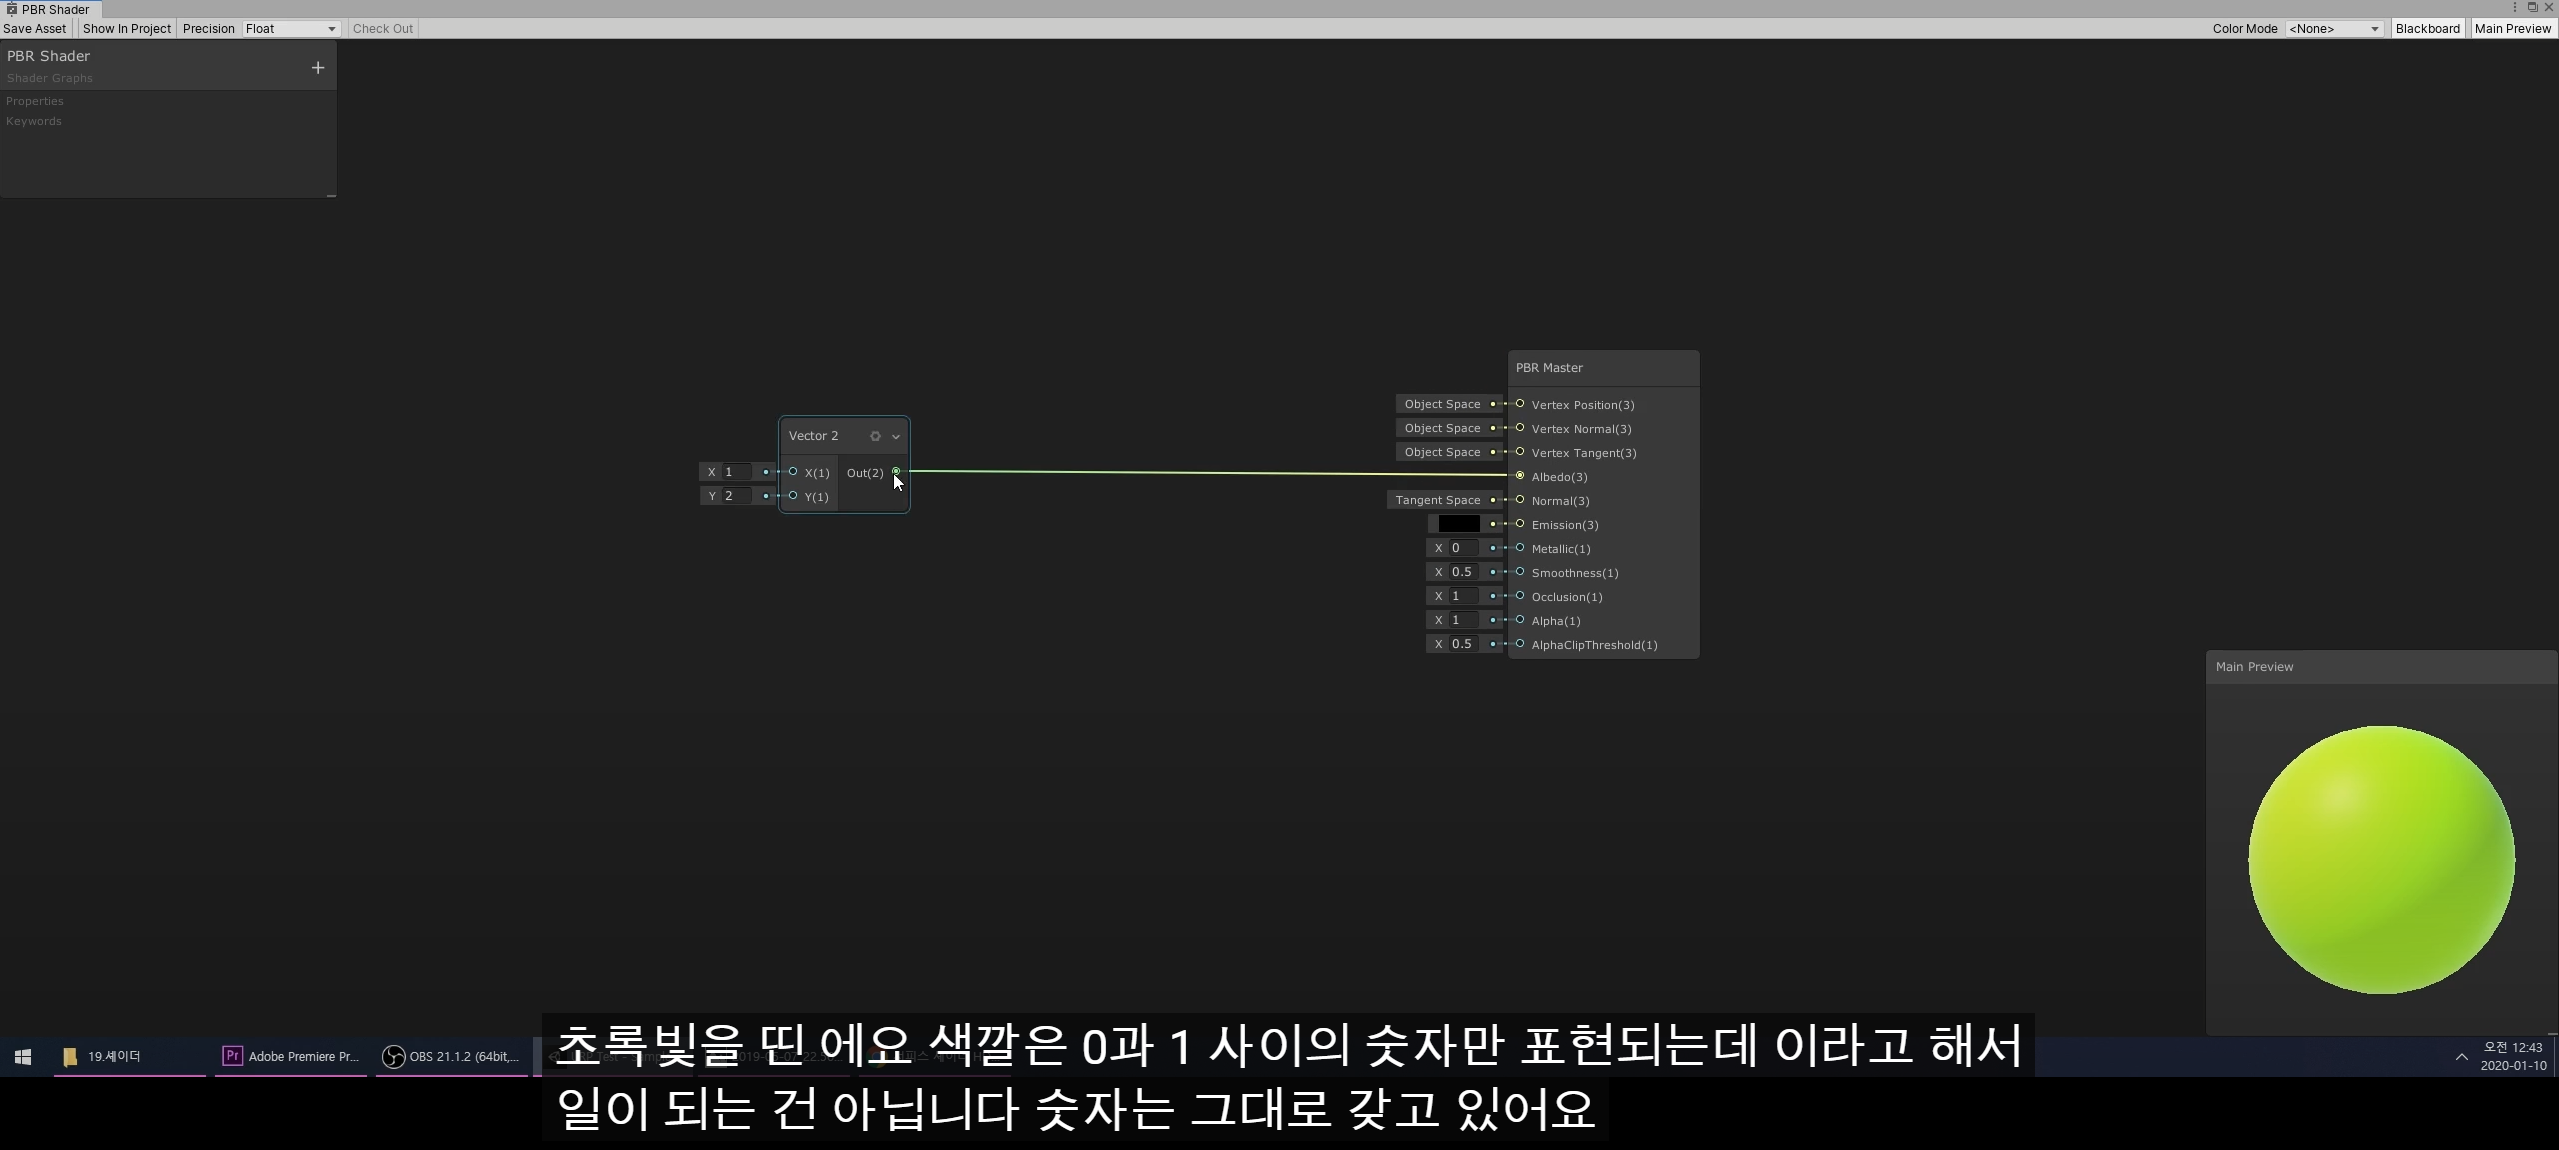 PBR Shader
Save Asset Show In Project Precision Float Check Out Color Mode <None> Blackboard Main Preview
PBR Shader
Shader Graphs
Properties
Keywords
Vector 2
X 1 X(1) Out(2)
Y 2 Y(1)
PBR Master
Object Space Vertex Position(3)
Object Space Vertex Normal(3)
Object Space Vertex Tangent(3)
Albedo(3)
Tangent Space Normal(3)
Emission(3)
X 0 Metallic(1)
X 0.5 Smoothness(1)
X 1 Occlusion(1)
X 1 Alpha(1)
X 0.5 AlphaClipThreshold(1)
Main Preview
초록빛을 띤 에요 색깔은 0과 1 사이의 숫자만 표현되는데 이라고 해서
일이 되는 건 아닙니다 숫자는 그대로 갖고 있어요
19.셰이더 Adobe Premiere Pr... OBS 21.1.2 (64bit,...
오전 12:43
2020-01-10